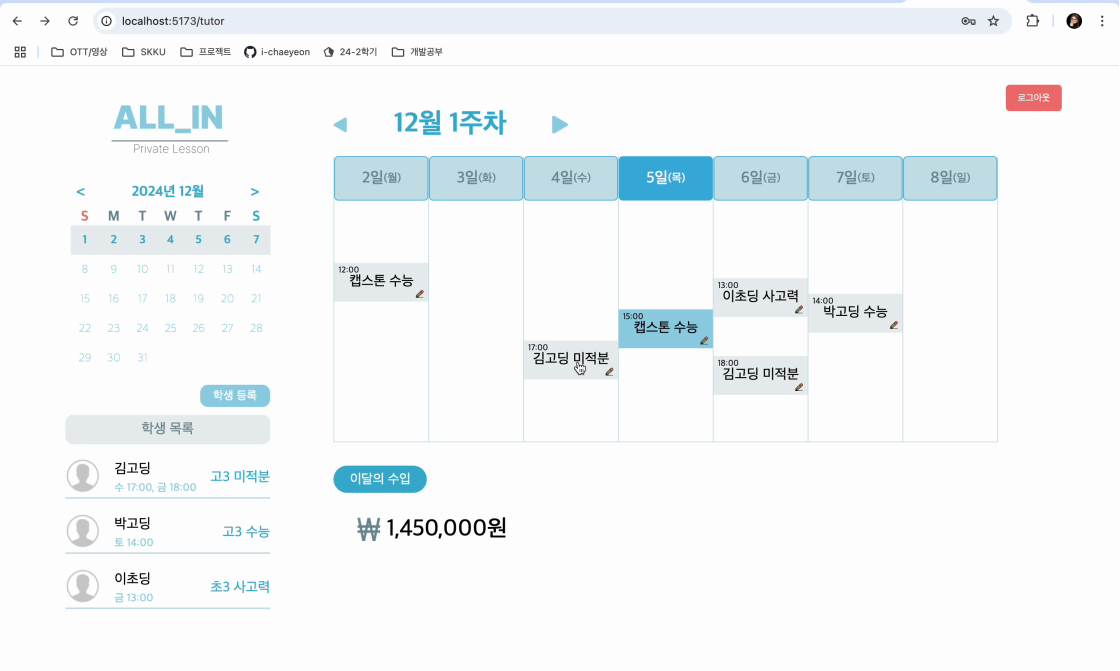 localhost:5173/tutor
OTT/영상 SKKU 프로젝트 i-chaeyeon 24-2학기 개발공부
로그아웃
ALL_IN
Private Lesson
< 2024년 12월 >
S M T W T F S
1 2 3 4 5 6 7
8 9 10 11 12 13 14
15 16 17 18 19 20 21
22 23 24 25 26 27 28
29 30 31
학생 등록
학생 목록
김고딩
수 17:00, 금 18:00
고3 미적분
박고딩
토 14:00
고3 수능
이초딩
금 13:00
초3 사고력
◀ 12월 1주차 ▶
2일(월) 3일(화) 4일(수) 5일(목) 6일(금) 7일(토) 8일(일)
12:00
캡스톤 수능
17:00
김고딩 미적분
15:00
캡스톤 수능
13:00
이초딩 사고력
18:00
김고딩 미적분
14:00
박고딩 수능
이달의 수입
₩ 1,450,000원